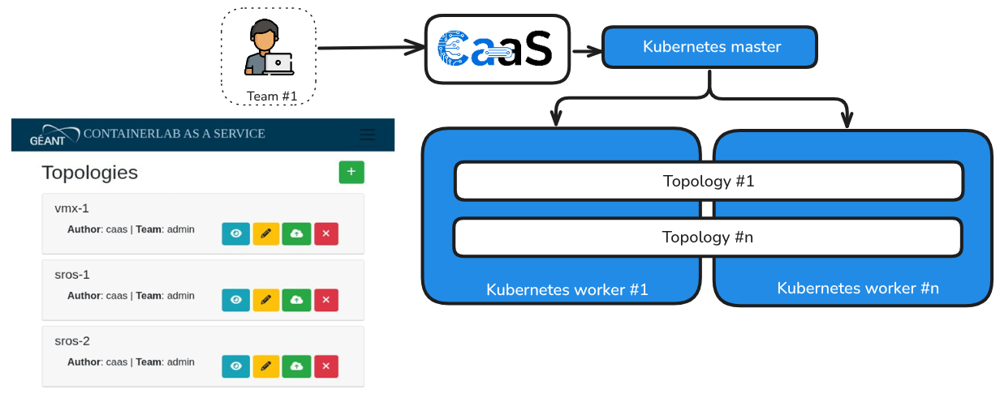 Team #1
CaaS
Kubernetes master
GÉANT CONTAINERLAB AS A SERVICE
Topologies
+
vmx-1
Author: caas | Team: admin
sros-1
Author: caas | Team: admin
sros-2
Author: caas | Team: admin
Topology #1
Topology #n
Kubernetes worker #1
Kubernetes worker #n